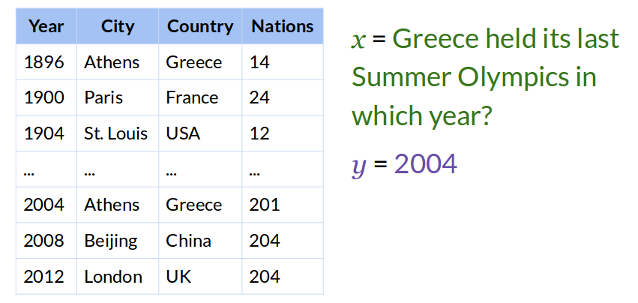 Year City Country Nations
1896 Athens Greece 14
1900 Paris France 24
1904 St. Louis USA 12
... ... ... ...
2004 Athens Greece 201
2008 Beijing China 204
2012 London UK 204
x = Greece held its last
Summer Olympics in
which year?
y = 2004